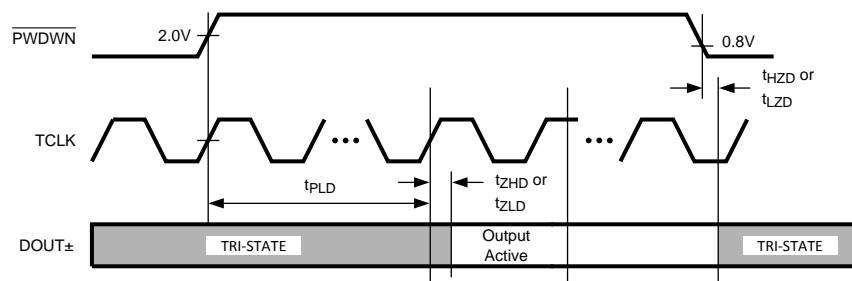 PWDWN
2.0V
0.8V
tHZD or
tLZD
TCLK
tPLD
tZHD or
tZLD
DOUT±
TRI-STATE
Output
Active
TRI-STATE